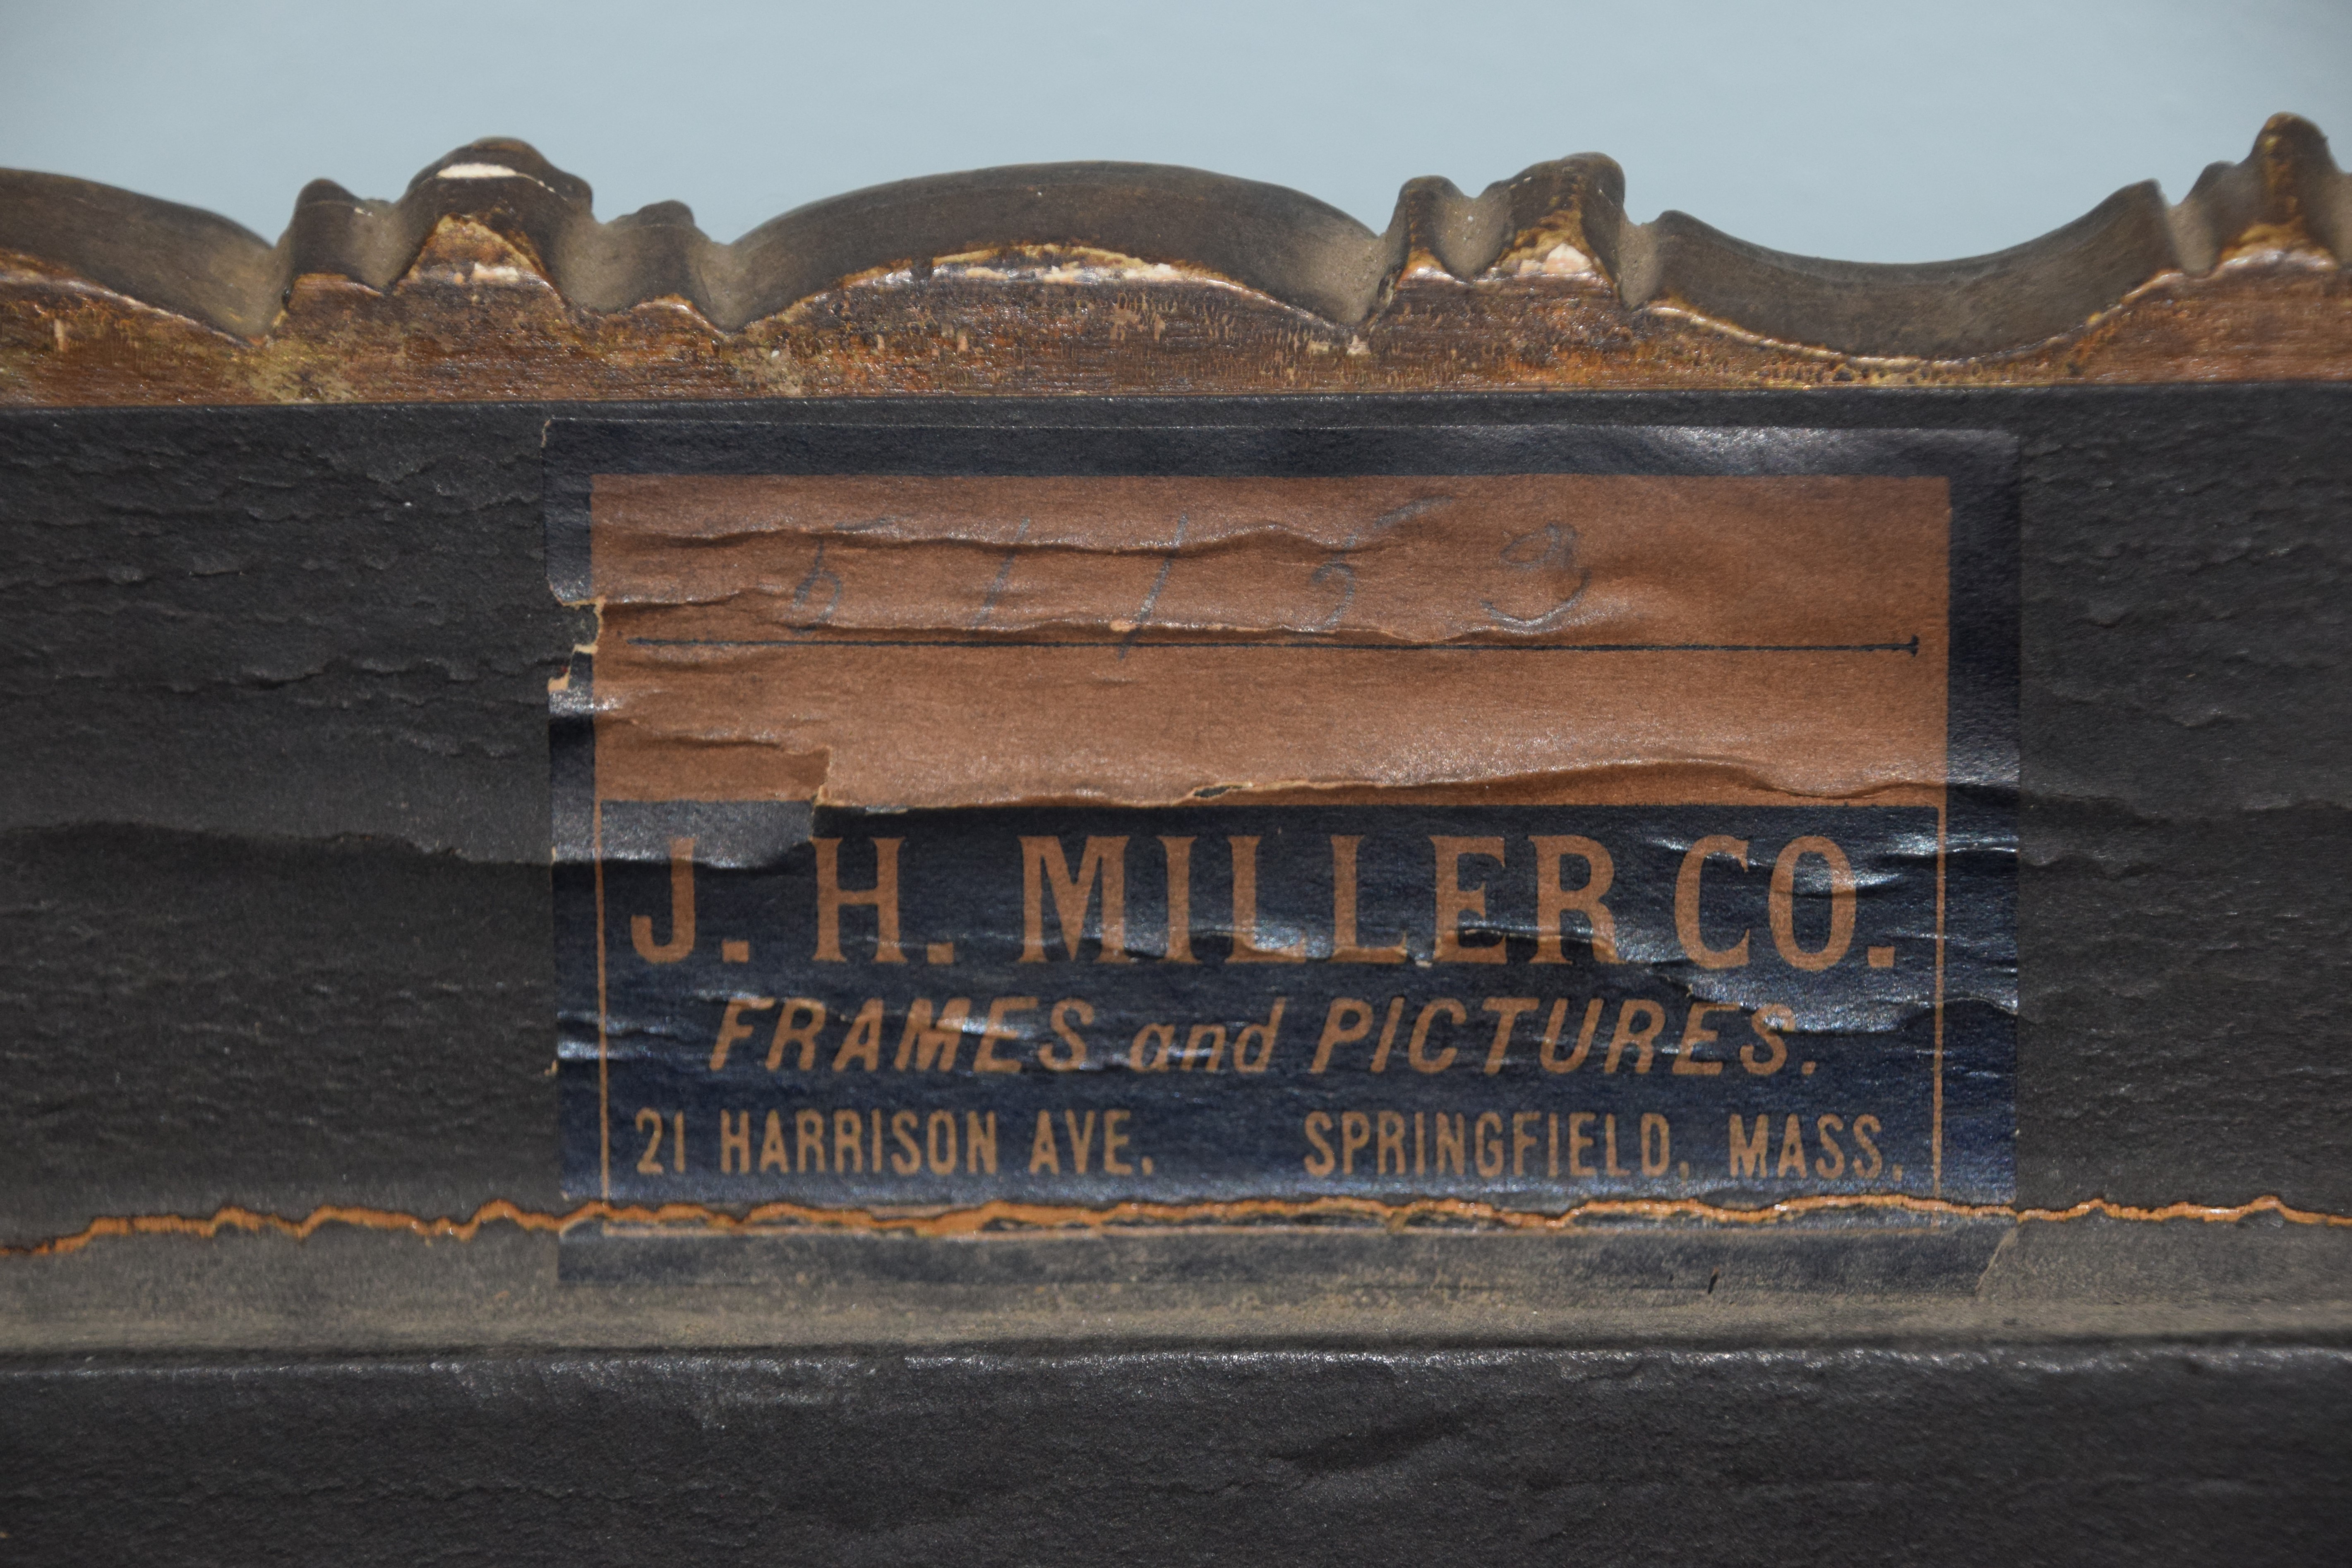 51159
J. H. MILLER CO.
FRAMES and PICTURES.
21 HARRISON AVE. SPRINGFIELD, MASS.